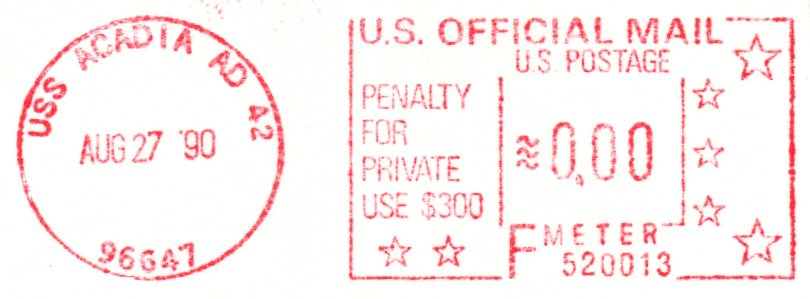 USS ACADIA AD 42
AUG 27 '90
96647
U.S. OFFICIAL MAIL
U.S. POSTAGE
PENALTY
FOR
PRIVATE
USE $300
≈0.00
F METER
520013